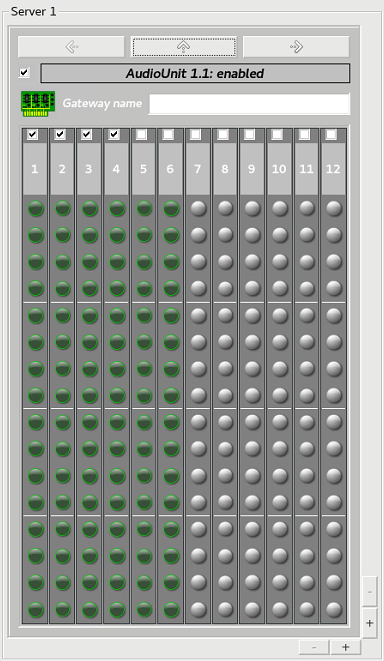 Server 1
AudioUnit 1.1: enabled
Gateway name
1 2 3 4 5 6 7 8 9 10 11 12
-
+
- +